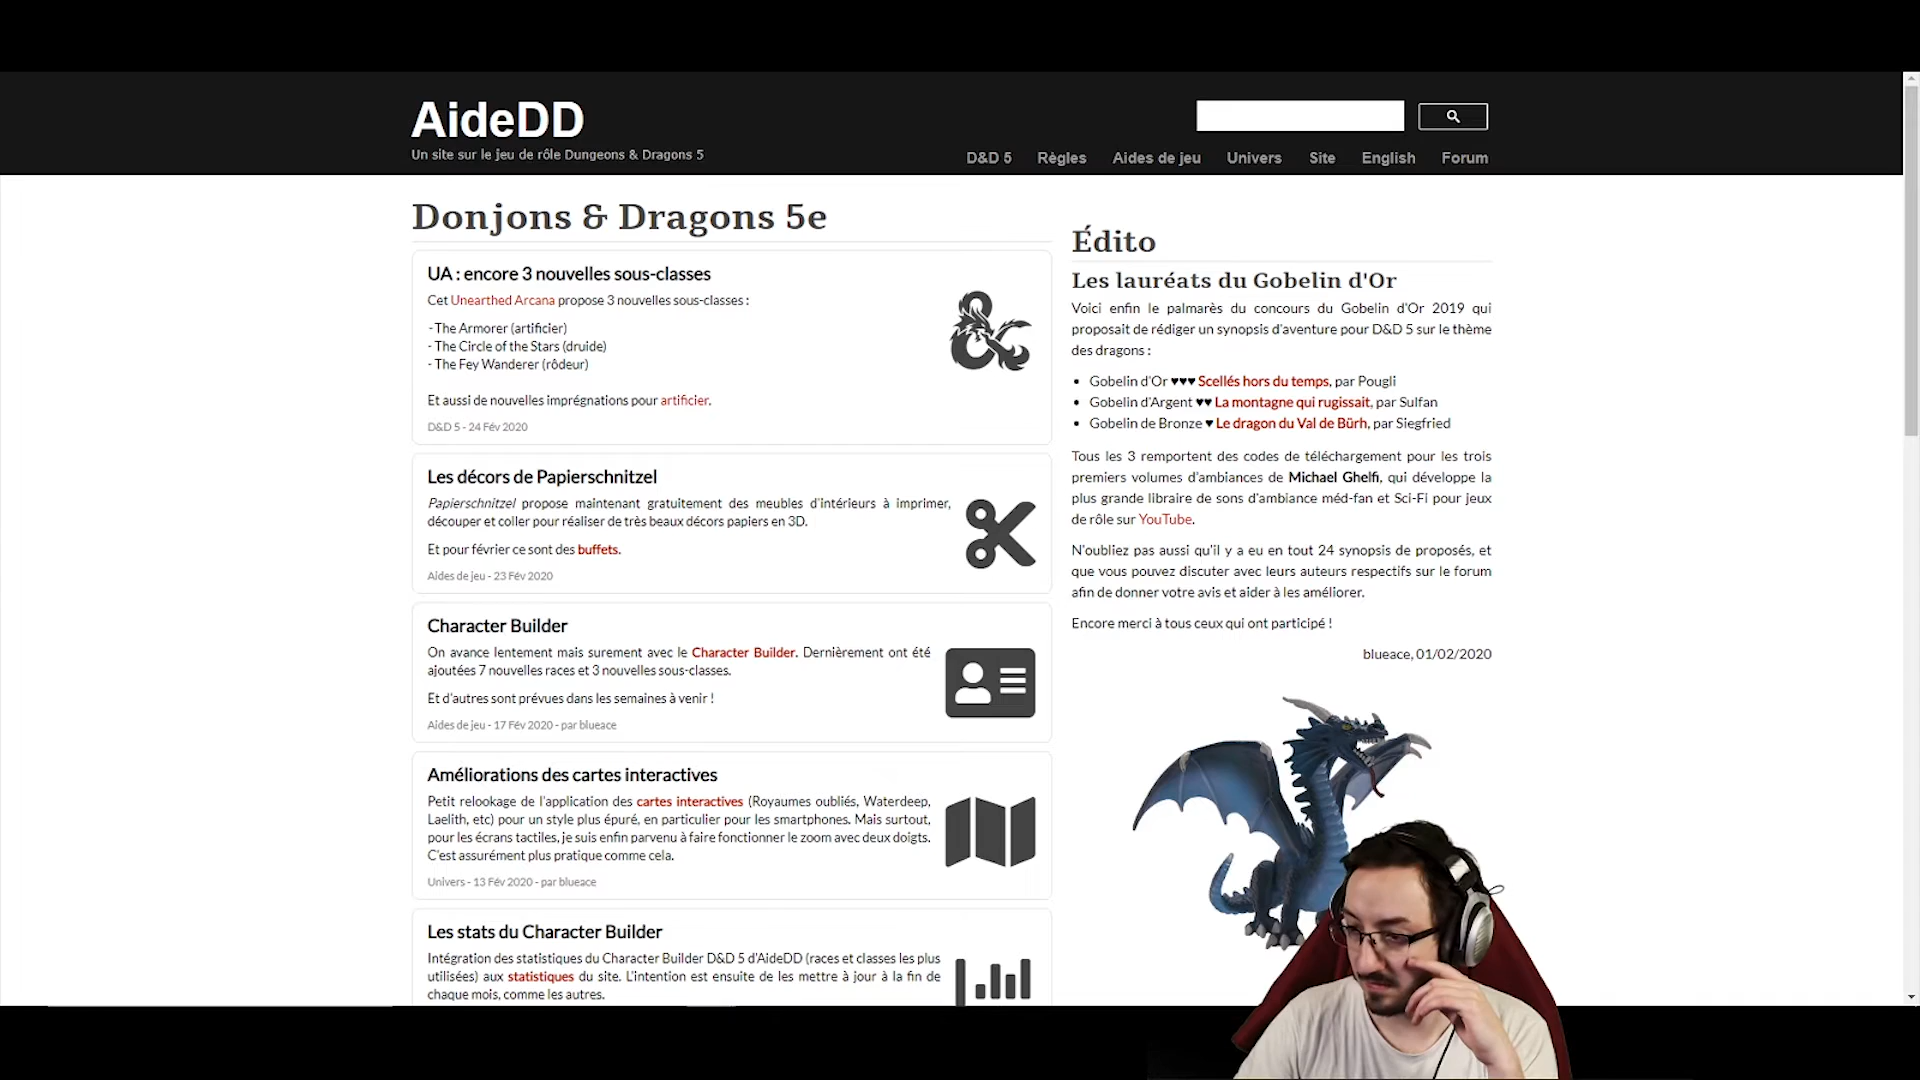 AideDD
Un site sur le jeu de rôle Dungeons & Dragons 5
D&D 5 Règles Aides de jeu Univers Site English Forum
Donjons & Dragons 5e
UA : encore 3 nouvelles sous-classes
Cet Unearthed Arcana propose 3 nouvelles sous-classes :
- The Armorer (artificier)
- The Circle of the Stars (druide)
- The Fey Wanderer (rôdeur)
Et aussi de nouvelles imprégnations pour artificier.
D&D 5 - 24 Fév 2020
Les décors de Papierschnitzel
Papierschnitzel propose maintenant gratuitement des meubles d'intérieurs à imprimer,
découper et coller pour réaliser de très beaux décors papiers en 3D.
Et pour février ce sont des buffets.
Aides de jeu - 23 Fév 2020
Character Builder
On avance lentement mais surement avec le Character Builder. Dernièrement ont été
ajoutées 7 nouvelles races et 3 nouvelles sous-classes.
Et d'autres sont prévues dans les semaines à venir !
Aides de jeu - 17 Fév 2020 - par blueace
Améliorations des cartes interactives
Petit relookage de l'application des cartes interactives (Royaumes oubliés, Waterdeep,
Laelith, etc) pour un style plus épuré, en particulier pour les smartphones. Mais surtout,
pour les écrans tactiles, je suis enfin parvenu à faire fonctionner le zoom avec deux doigts.
C'est assurément plus pratique comme cela.
Univers - 13 Fév 2020 - par blueace
Les stats du Character Builder
Intégration des statistiques du Character Builder D&D 5 d'AideDD (races et classes les plus
utilisées) aux statistiques du site. L'intention est ensuite de les mettre à jour à la fin de
chaque mois, comme les autres.
Édito
Les lauréats du Gobelin d'Or
Voici enfin le palmarès du concours du Gobelin d'Or 2019 qui
proposait de rédiger un synopsis d'aventure pour D&D 5 sur le thème
des dragons :
• Gobelin d'Or ♥♥♥ Scellés hors du temps, par Pougli
• Gobelin d'Argent ♥♥ La montagne qui rugissait, par Sulfan
• Gobelin de Bronze ♥ Le dragon du Val de Bürh, par Siegfried
Tous les 3 remportent des codes de téléchargement pour les trois
premiers volumes d'ambiances de Michael Ghelfi, qui développe la
plus grande libraire de sons d'ambiance méd-fan et Sci-Fi pour jeux
de rôle sur YouTube.
N'oubliez pas aussi qu'il y a eu en tout 24 synopsis de proposés, et
que vous pouvez discuter avec leurs auteurs respectifs sur le forum
afin de donner votre avis et aider à les améliorer.
Encore merci à tous ceux qui ont participé !
blueace, 01/02/2020